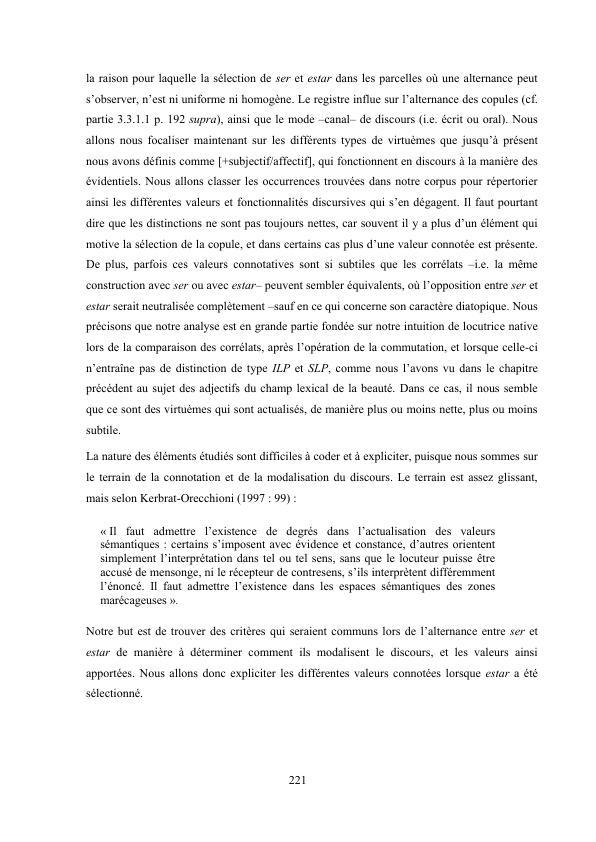 la raison pour laquelle la sélection de ser et estar dans les parcelles où une alternance peut
s’observer, n’est ni uniforme ni homogène. Le registre influe sur l’alternance des copules (cf.
partie 3.3.1.1 p. 192 supra), ainsi que le mode –canal– de discours (i.e. écrit ou oral). Nous
allons nous focaliser maintenant sur les différents types de virtuèmes que jusqu’à présent
nous avons définis comme [+subjectif/affectif], qui fonctionnent en discours à la manière des
évidentiels. Nous allons classer les occurrences trouvées dans notre corpus pour répertorier
ainsi les différentes valeurs et fonctionnalités discursives qui s’en dégagent. Il faut pourtant
dire que les distinctions ne sont pas toujours nettes, car souvent il y a plus d’un élément qui
motive la sélection de la copule, et dans certains cas plus d’une valeur connotée est présente.
De plus, parfois ces valeurs connotatives sont si subtiles que les corrélats –i.e. la même
construction avec ser ou avec estar– peuvent sembler équivalents, où l’opposition entre ser et
estar serait neutralisée complètement –sauf en ce qui concerne son caractère diatopique. Nous
précisons que notre analyse est en grande partie fondée sur notre intuition de locutrice native
lors de la comparaison des corrélats, après l’opération de la commutation, et lorsque celle-ci
n’entraîne pas de distinction de type ILP et SLP, comme nous l’avons vu dans le chapitre
précédent au sujet des adjectifs du champ lexical de la beauté. Dans ce cas, il nous semble
que ce sont des virtuèmes qui sont actualisés, de manière plus ou moins nette, plus ou moins
subtile.
La nature des éléments étudiés sont difficiles à coder et à expliciter, puisque nous sommes sur
le terrain de la connotation et de la modalisation du discours. Le terrain est assez glissant,
mais selon Kerbrat-Orecchioni (1997 : 99) :
« Il faut admettre l’existence de degrés dans l’actualisation des valeurs
sémantiques : certains s’imposent avec évidence et constance, d’autres orientent
simplement l’interprétation dans tel ou tel sens, sans que le locuteur puisse être
accusé de mensonge, ni le récepteur de contresens, s’ils interprètent différemment
l’énoncé. Il faut admettre l’existence dans les espaces sémantiques des zones
marécageuses ».
Notre but est de trouver des critères qui seraient communs lors de l’alternance entre ser et
estar de manière à déterminer comment ils modalisent le discours, et les valeurs ainsi
apportées. Nous allons donc expliciter les différentes valeurs connotées lorsque estar a été
sélectionné.
221